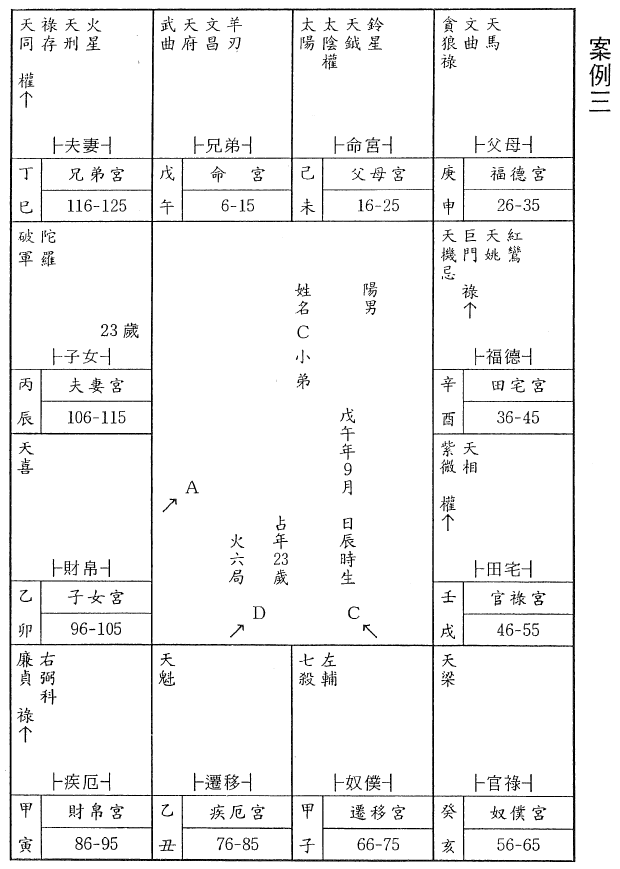 案例三
天同權↑
祿存
天刑
火星
├夫妻┤
丁巳
兄弟宮
116-125
武曲
天府
文昌
羊刃
├兄弟┤
戊午
命 宮
6-15
太陽
太陰權
天鉞
鈴星
├命宮┤
己未
父母宮
16-25
貪狼祿
文曲
天馬
├父母┤
庚申
福德宮
26-35
破軍
陀羅
23歲
├子女┤
丙辰
夫妻宮
106-115
天機忌
巨門祿↑
天姚
紅鸞
├福德┤
辛酉
田宅宮
36-45
天喜
├財帛┤
乙卯
子女宮
96-105
紫微權↑
天相
├田宅┤
壬戌
官祿宮
46-55
廉貞祿↑
右弼科
├疾厄┤
甲寅
財帛宮
86-95
天魁
├遷移┤
乙丑
疾厄宮
76-85
七殺
左輔
├奴僕┤
甲子
遷移宮
66-75
天梁
├官祿┤
癸亥
奴僕宮
56-65
陽男
姓名C小弟
戊午年9月 日辰時生
占年23歲
火六局
A
↗
D
↗
C
↖